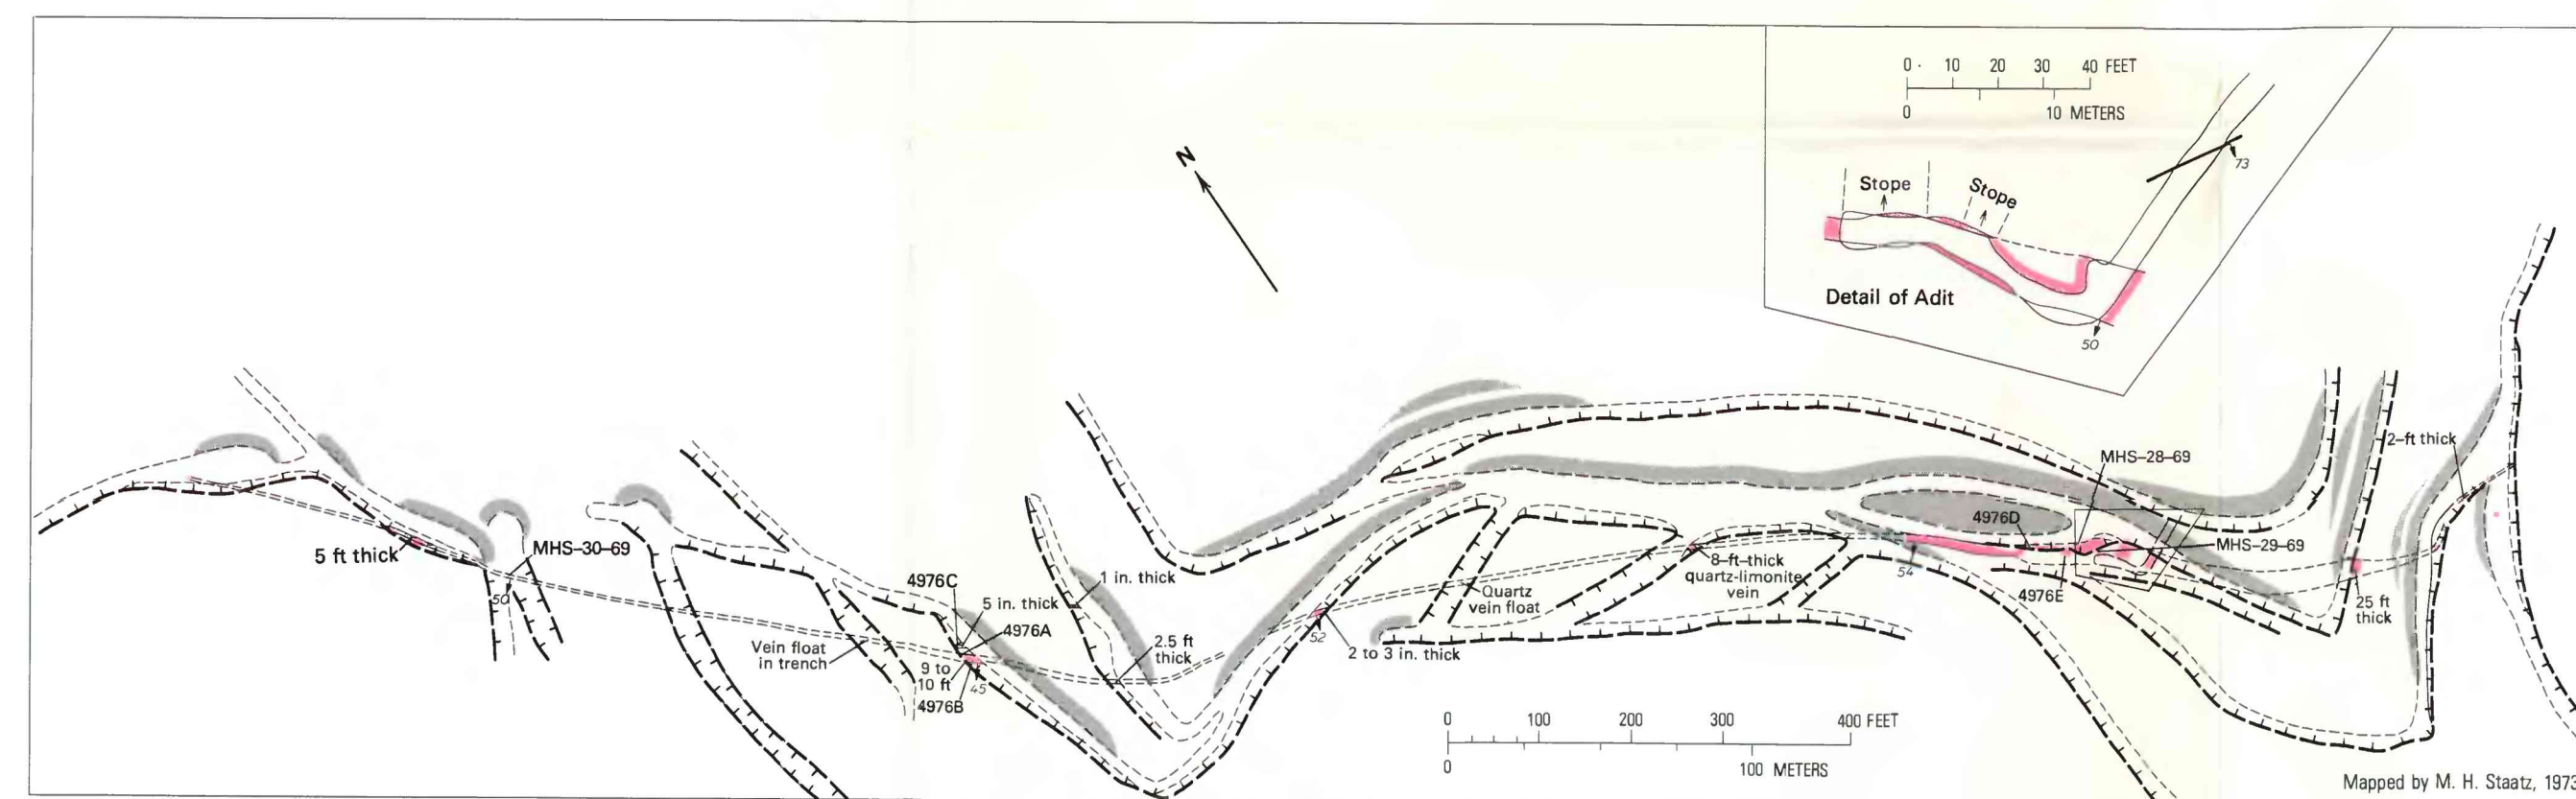 0 10 20 30 40 FEET
0 10 METERS
N
73
Stope
Stope
Detail of Adit
50
2-ft thick
MHS-28-69
4976D
MHS-29-69
5 ft thick
MHS-30-69
50
4976C
5 in. thick
4976A
1 in. thick
8-ft-thick
quartz-limonite
vein
54
4976E
Quartz
vein float
25 ft
thick
Vein float
in trench
9 to
10 ft
45
4976B
2.5 ft
thick
52
2 to 3 in. thick
0 100 200 300 400 FEET
0 100 METERS
Mapped by M. H. Staatz, 1973